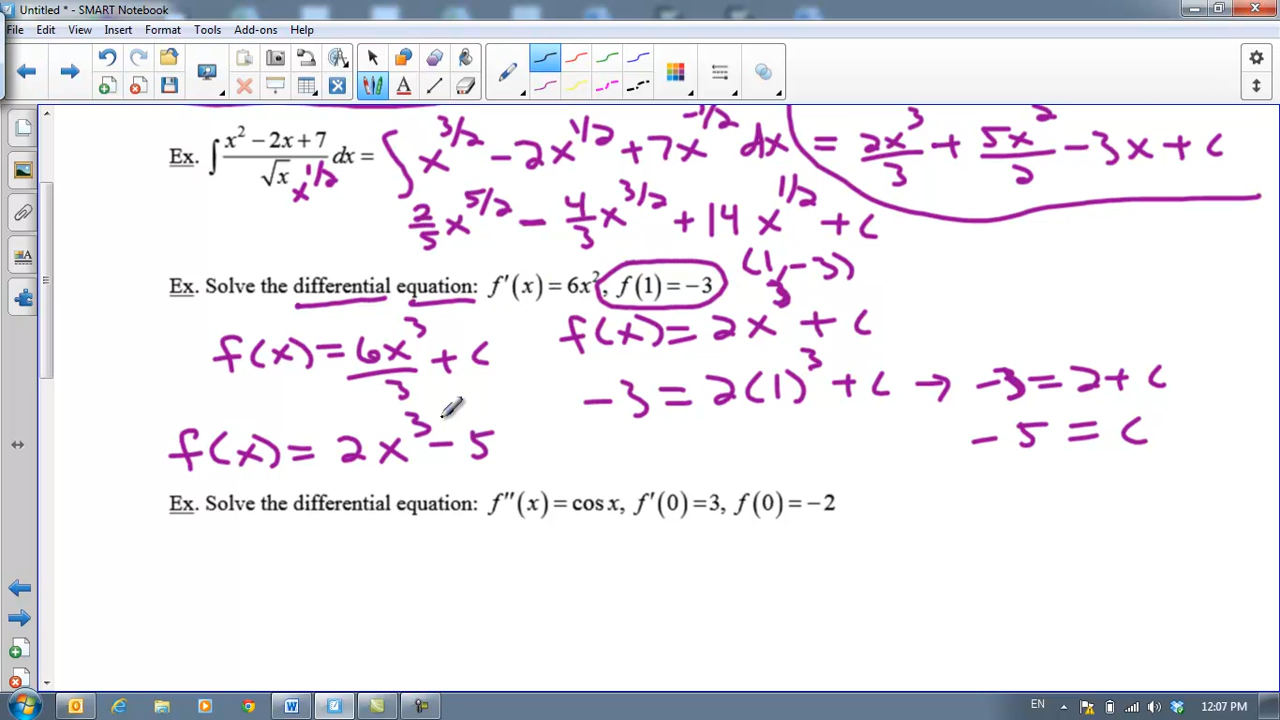 Untitled * - SMART Notebook
File Edit View Insert Format Tools Add-ons Help
Ex. ∫ (x² − 2x + 7)/√x dx = ∫ x^(3/2) − 2x^(1/2) + 7x^(−1/2) dx = 2x³/3 + 5x²/2 − 3x + c
x^(1/2)
2/5 x^(5/2) − 4/3 x^(3/2) + 14 x^(1/2) + c
Ex. Solve the differential equation: f'(x) = 6x², f(1) = −3 (1, −3)
f(x) = 6x³/3 + c
f(x) = 2x³ + c
−3 = 2(1)³ + c → −3 = 2 + c
f(x) = 2x³ − 5
−5 = c
Ex. Solve the differential equation: f''(x) = cos x, f'(0) = 3, f(0) = −2
EN 12:07 PM